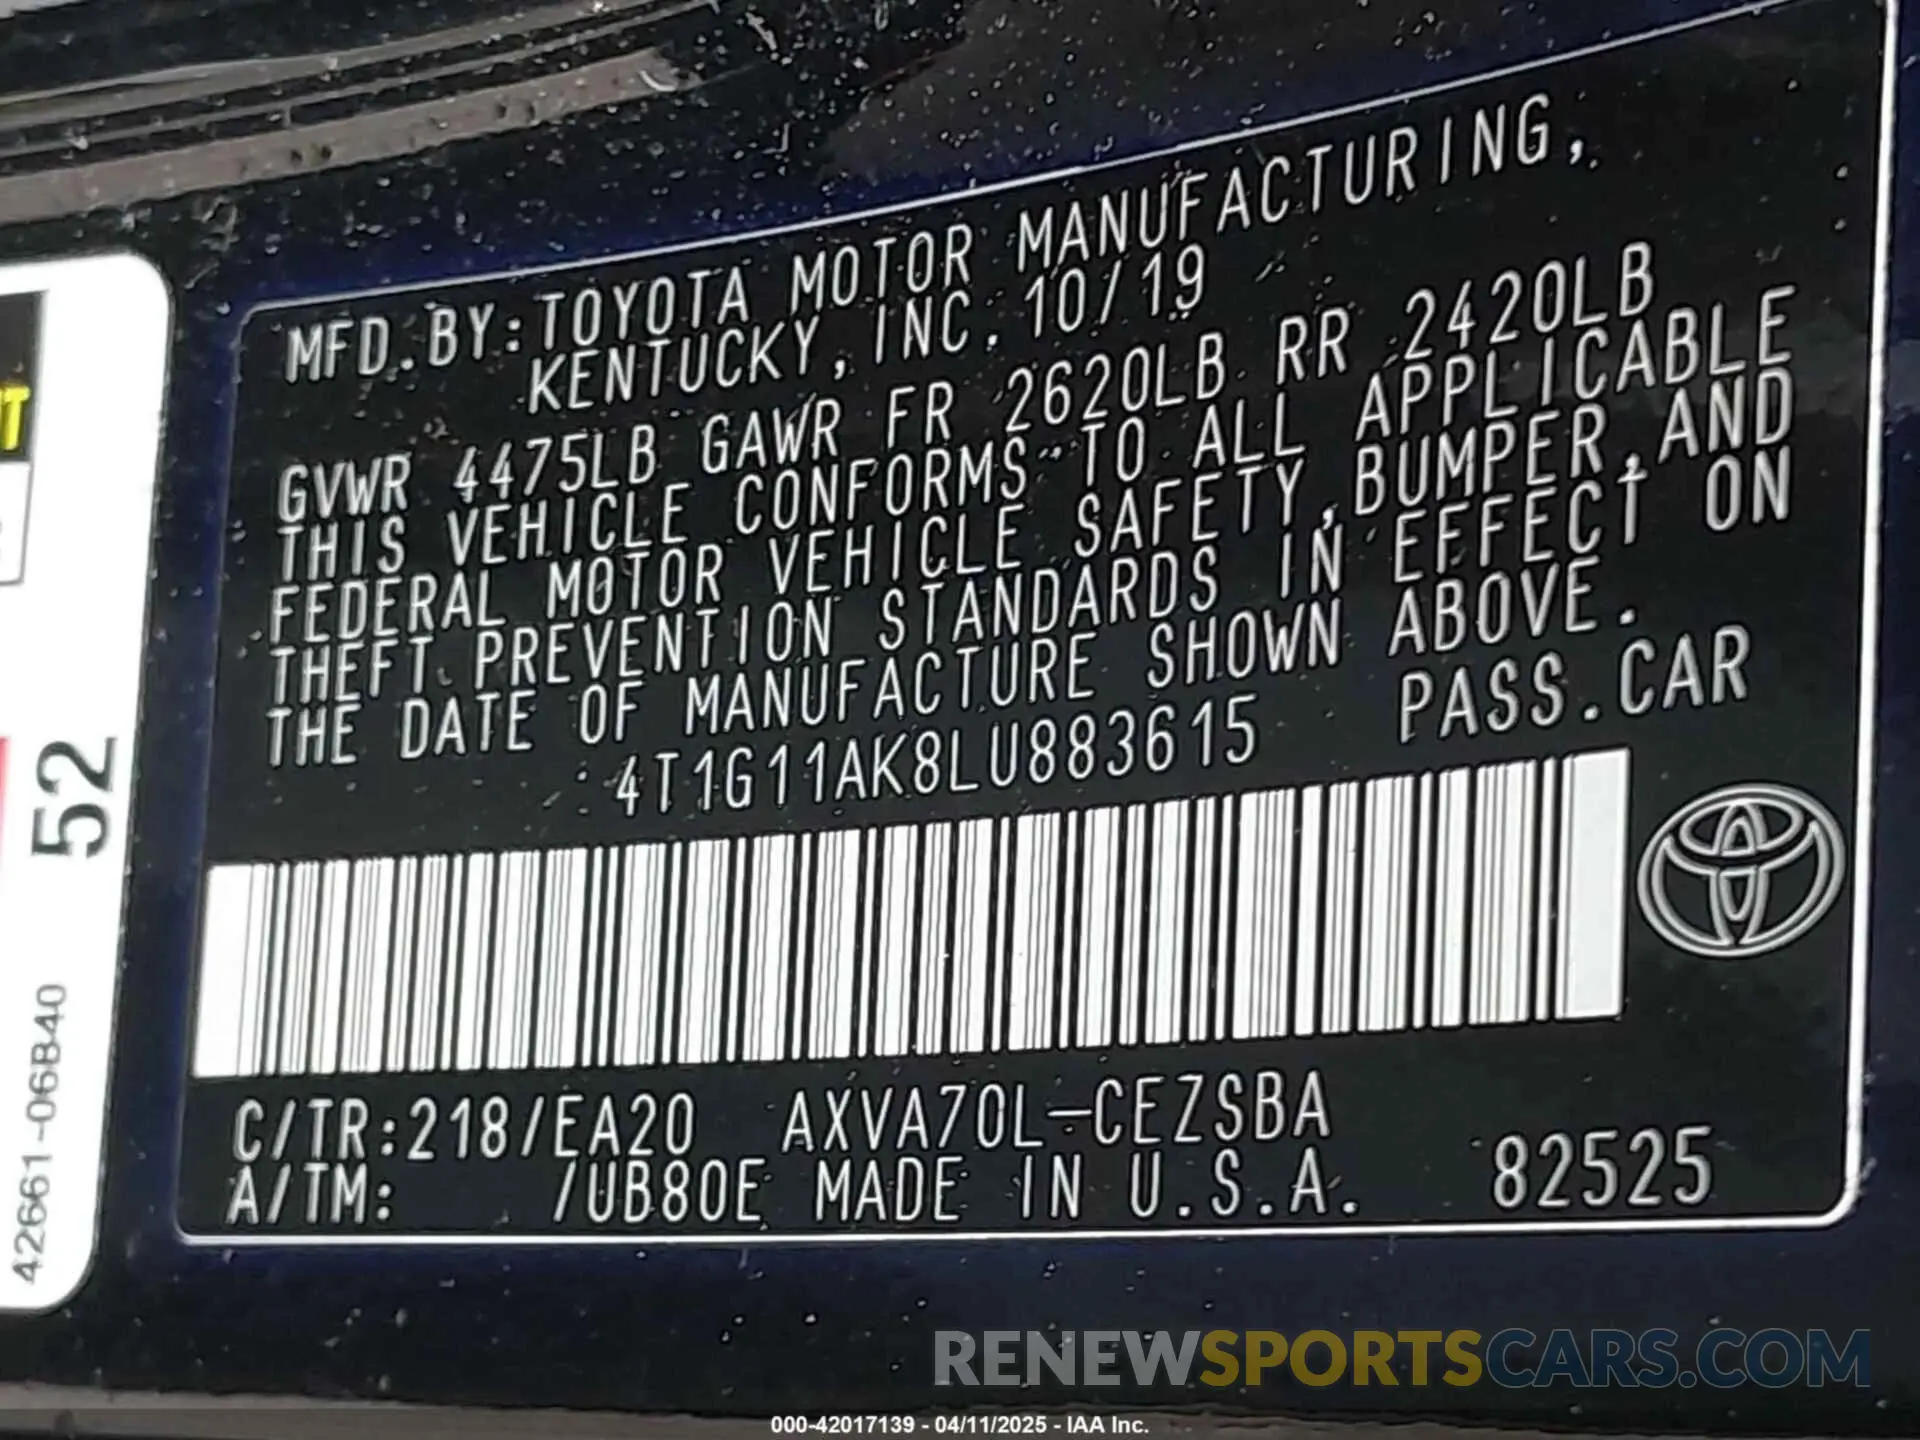 MFD.BY:TOYOTA MOTOR MANUFACTURING,
KENTUCKY, INC. 10/19
GVWR 4475LB GAWR FR 2620LB RR 2420LB
THIS VEHICLE CONFORMS TO ALL APPLICABLE
FEDERAL MOTOR VEHICLE SAFETY,BUMPER,AND
THEFT PREVENTION STANDARDS IN EFFECT ON
THE DATE OF MANUFACTURE SHOWN ABOVE.
4T1G11AK8LU883615 PASS.CAR
C/TR:218/EA20 AXVA70L-CEZSBA
A/TM: /UB80E MADE IN U.S.A. 82525
52
42661-06B40
RENEWSPORTSCARS.COM
000-42017139 - 04/11/2025 - IAA Inc.